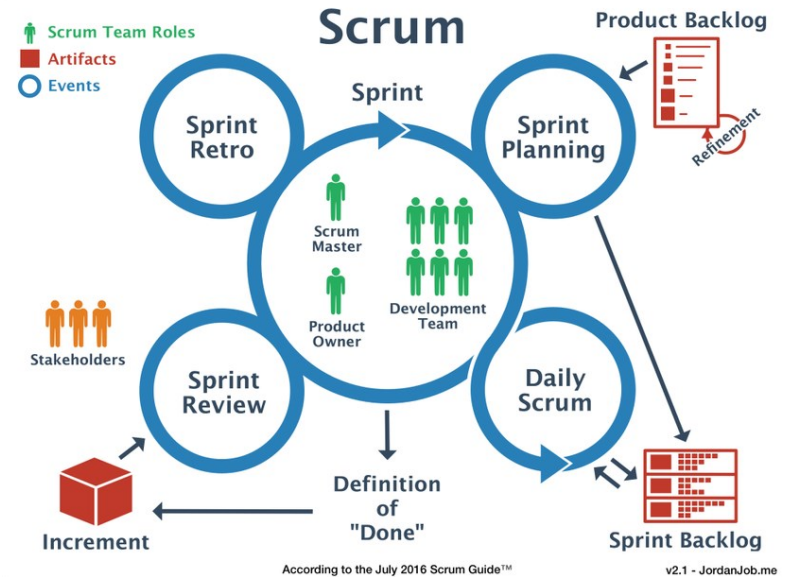 Scrum
Scrum Team Roles
Artifacts
Events
Product Backlog
Refinement
Sprint
Sprint
Retro
Sprint
Planning
Scrum
Master
Product
Owner
Development
Team
Stakeholders
Sprint
Review
Daily
Scrum
Definition
of
"Done"
Increment
Sprint Backlog
According to the July 2016 Scrum Guide™
v2.1 - JordanJob.me